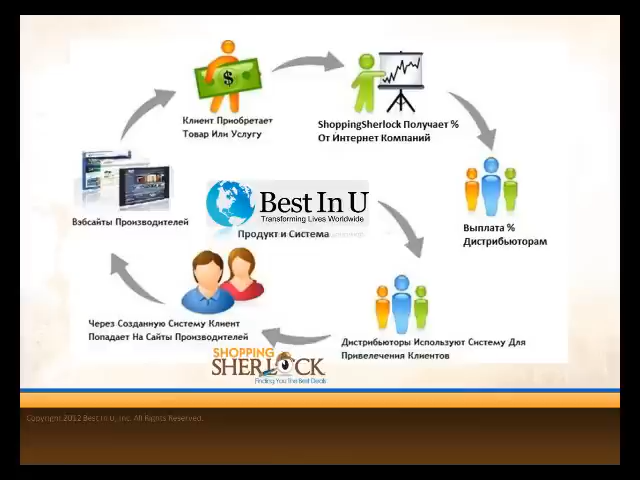 Клиент Приобретает
Товар Или Услугу
ShoppingSherlock Получает %
От Интернет Компаний
Вэбсайты Производителей
Best In U
Transforming Lives Worldwide
Продукт и Система
Выплата %
Дистрибьюторам
Через Созданную Систему Клиент
Попадает На Сайты Производителей
Дистрибьюторы Используют Систему Для
Привелечения Клиентов
SHOPPING
SHERLOCK
Finding You The Best Deals
Copyright 2012 Best In U, Inc. All Rights Reserved.